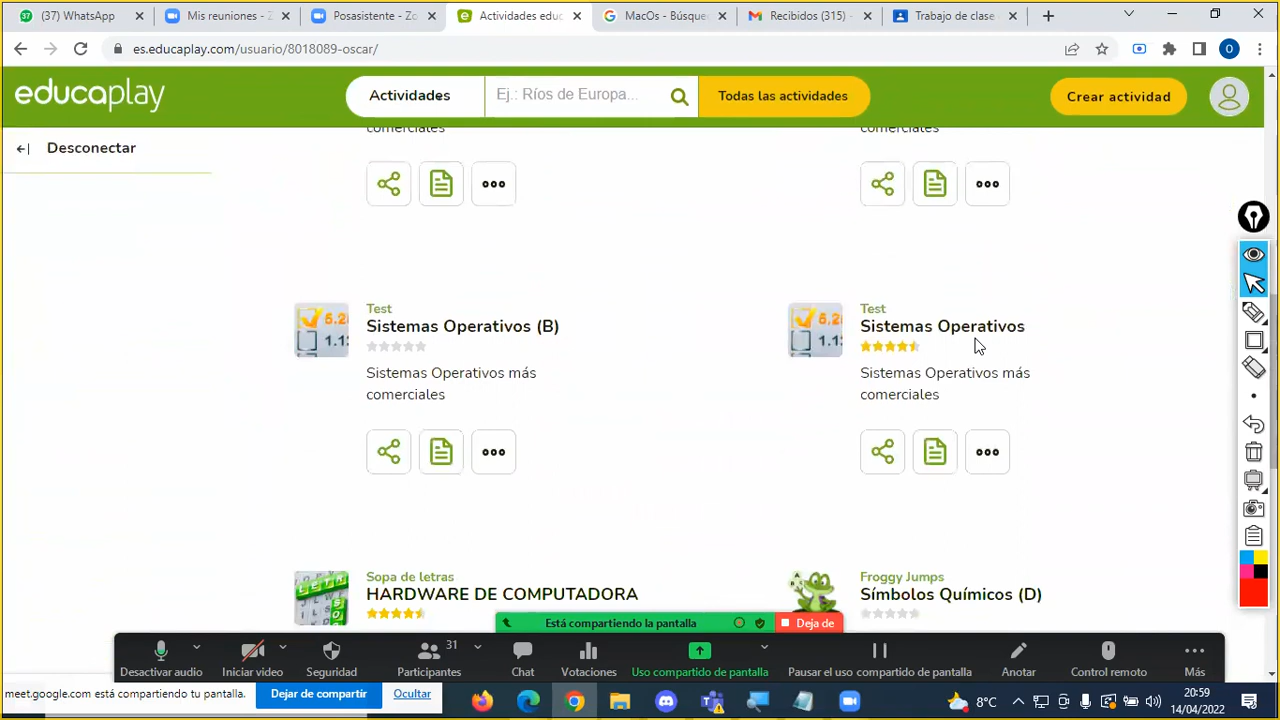 (37) WhatsApp
Mis reuniones - Z
Posasistente - Zo
Actividades educ
MacOs - Búsque
Recibidos (315) -
Trabajo de clase
es.educaplay.com/usuario/8018089-oscar/
O
educaplay
Actividades
Ej.: Ríos de Europa...
Todas las actividades
Crear actividad
Desconectar
comerciales
comerciales
Test
Sistemas Operativos (B)
Sistemas Operativos más
comerciales
Test
Sistemas Operativos
Sistemas Operativos más
comerciales
Sopa de letras
HARDWARE DE COMPUTADORA
Froggy Jumps
Símbolos Químicos (D)
Está compartiendo la pantalla
Deja de
Desactivar audio
Iniciar video
Seguridad
31
Participantes
Chat
Votaciones
Uso compartido de pantalla
Pausar el uso compartido de pantalla
Anotar
Control remoto
Más
meet.google.com está compartiendo tu pantalla.
Dejar de compartir
Ocultar
8°C
20:59
14/04/2022